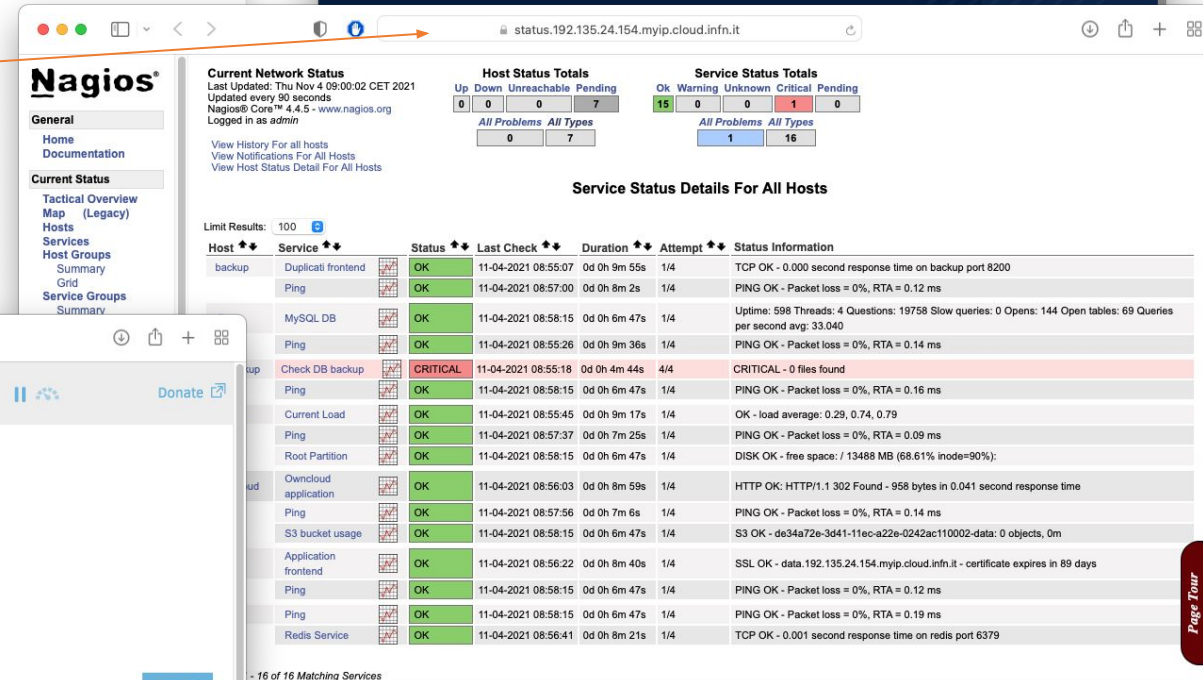 status.192.135.24.154.myip.cloud.infn.it
Nagios®
General
Home
Documentation
Current Status
Tactical Overview
Map (Legacy)
Hosts
Services
Host Groups
Summary
Grid
Service Groups
Summary
Donate
Current Network Status
Last Updated: Thu Nov 4 09:00:02 CET 2021
Updated every 90 seconds
Nagios® Core™ 4.4.5 - www.nagios.org
Logged in as admin
View History For all hosts
View Notifications For All Hosts
View Host Status Detail For All Hosts
Host Status Totals
Up Down Unreachable Pending
0 0 0 7
All Problems All Types
0 7
Service Status Totals
Ok Warning Unknown Critical Pending
15 0 0 1 0
All Problems All Types
1 16
Service Status Details For All Hosts
Limit Results: 100
Host Service Status Last Check Duration Attempt Status Information
backup Duplicati frontend OK 11-04-2021 08:55:07 0d 0h 9m 55s 1/4 TCP OK - 0.000 second response time on backup port 8200
Ping OK 11-04-2021 08:57:00 0d 0h 8m 2s 1/4 PING OK - Packet loss = 0%, RTA = 0.12 ms
MySQL DB OK 11-04-2021 08:58:15 0d 0h 6m 47s 1/4 Uptime: 598 Threads: 4 Questions: 19758 Slow queries: 0 Opens: 144 Open tables: 69 Queries
per second avg: 33.040
Ping OK 11-04-2021 08:55:26 0d 0h 9m 36s 1/4 PING OK - Packet loss = 0%, RTA = 0.14 ms
kup Check DB backup CRITICAL 11-04-2021 08:55:18 0d 0h 4m 44s 4/4 CRITICAL - 0 files found
Ping OK 11-04-2021 08:58:15 0d 0h 6m 47s 1/4 PING OK - Packet loss = 0%, RTA = 0.16 ms
Current Load OK 11-04-2021 08:55:45 0d 0h 9m 17s 1/4 OK - load average: 0.29, 0.74, 0.79
Ping OK 11-04-2021 08:57:37 0d 0h 7m 25s 1/4 PING OK - Packet loss = 0%, RTA = 0.09 ms
Root Partition OK 11-04-2021 08:58:15 0d 0h 6m 47s 1/4 DISK OK - free space: / 13488 MB (68.61% inode=90%):
ud Owncloud
application OK 11-04-2021 08:56:03 0d 0h 8m 59s 1/4 HTTP OK: HTTP/1.1 302 Found - 958 bytes in 0.041 second response time
Ping OK 11-04-2021 08:57:56 0d 0h 7m 6s 1/4 PING OK - Packet loss = 0%, RTA = 0.14 ms
S3 bucket usage OK 11-04-2021 08:58:15 0d 0h 6m 47s 1/4 S3 OK - de34a72e-3d41-11ec-a22e-0242ac110002-data: 0 objects, 0m
Application
frontend OK 11-04-2021 08:56:22 0d 0h 8m 40s 1/4 SSL OK - data.192.135.24.154.myip.cloud.infn.it - certificate expires in 89 days
Ping OK 11-04-2021 08:58:15 0d 0h 6m 47s 1/4 PING OK - Packet loss = 0%, RTA = 0.12 ms
Ping OK 11-04-2021 08:58:15 0d 0h 6m 47s 1/4 PING OK - Packet loss = 0%, RTA = 0.19 ms
Redis Service OK 11-04-2021 08:56:41 0d 0h 8m 21s 1/4 TCP OK - 0.001 second response time on redis port 6379
- 16 of 16 Matching Services
Page Tour